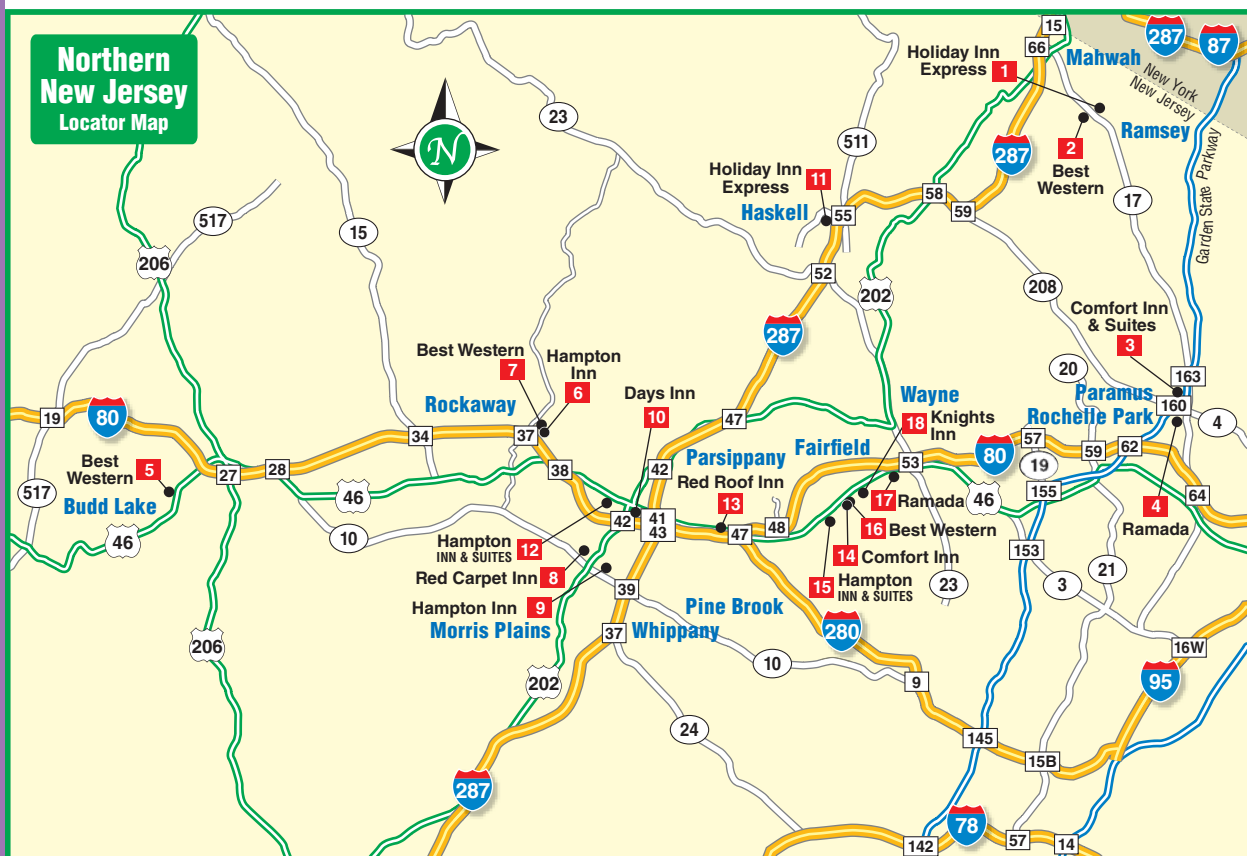 Northern
New Jersey
Locator Map
N
15
66
Mahwah
287
87
New York
New Jersey
Holiday Inn
Express 1
Ramsey
2
Best
Western
287
Garden State Parkway
23
511
Holiday Inn 11
Express
Haskell
55
58
59
17
517
15
206
52
202
208
287
Comfort Inn
& Suites
3
163
20
Paramus
160
Rochelle Park
4
Best Western
7
Hampton
Inn
6
Rockaway
Days Inn
10
Wayne
18 Knights
Inn
19
80
34
37
47
Fairfield
53
80
57
59
62
19
155
64
Best
Western
5
Budd Lake
27
28
38
42
Parsippany
Red Roof Inn
13
46
46
517
46
10
42
41
43
47
48
17 Ramada
16 Best Western
14 Comfort Inn
15 Hampton
INN & SUITES
4
Ramada
Hampton
INN & SUITES
12
Red Carpet Inn 8
Hampton Inn 9
Morris Plains
39
37
Whippany
Pine Brook
280
23
153
3
21
16W
206
202
10
9
95
24
145
15B
287
78
142
57
14